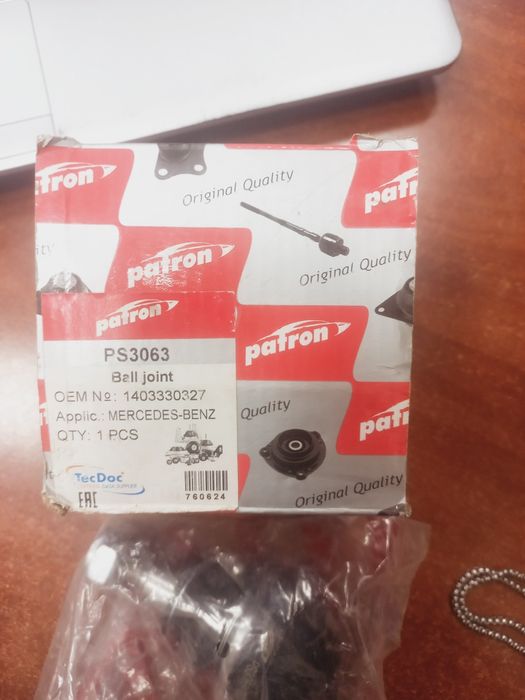 patron
Original Quality
patron
patron
Original Quality
patron
patron
PS3063
Ball joint
OEM №: 1403330327
Applic.: MERCEDES-BENZ
QTY: 1 PCS
Quality
TecDoc
EAC
760624
Original Quality